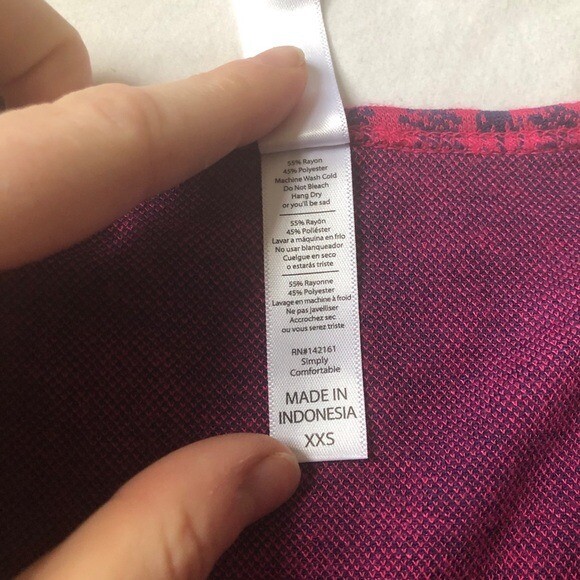 55% Rayon
45% Polyester
Machine Wash Cold
Do Not Bleach
Hang Dry
or you'll be sad
55% Rayón
45% Poliéster
Lavar a máquina en frío
No usar blanqueador
Cuelgue en seco
o estarás triste
55% Rayonne
45% Polyester
Lavage en machine à froid
Ne pas javelliser
Accrochez sec
ou vous serez triste
RN#142161
Simply
Comfortable
MADE IN
INDONESIA
XXS